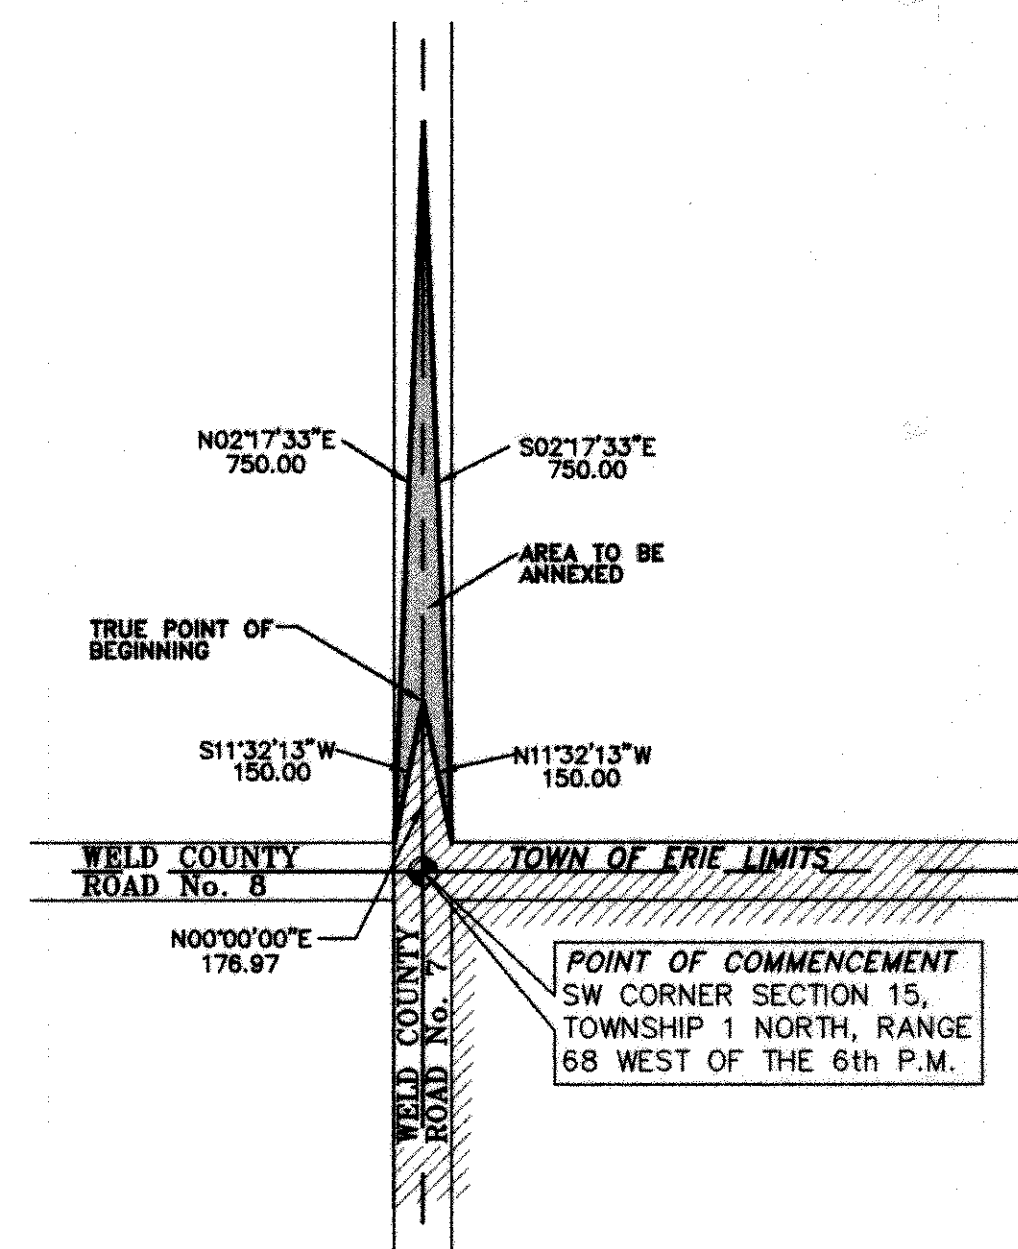 N02°17'33"E
750.00
S02°17'33"E
750.00
AREA TO BE
ANNEXED
TRUE POINT OF
BEGINNING
S11°32'13"W
150.00
N11°32'13"W
150.00
WELD COUNTY
ROAD No. 8
TOWN OF ERIE LIMITS
N00°00'00"E
176.97
WELD COUNTY
ROAD No. 7
POINT OF COMMENCEMENT
SW CORNER SECTION 15,
TOWNSHIP 1 NORTH, RANGE
68 WEST OF THE 6th P.M.